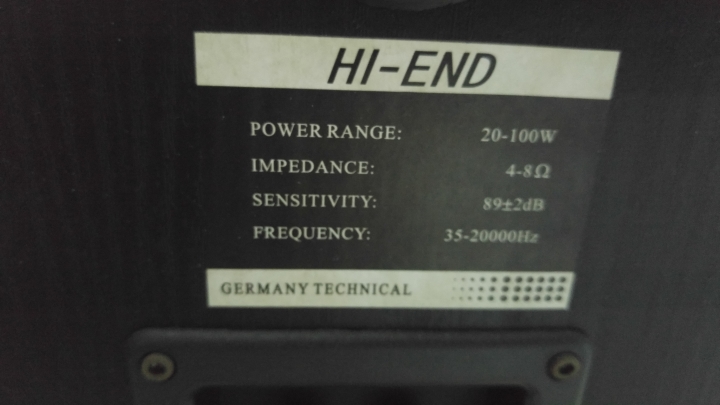 HI-END
POWER RANGE: 20-100W
IMPEDANCE: 4-8Ω
SENSITIVITY: 89±2dB
FREQUENCY: 35-20000Hz
GERMANY TECHNICAL